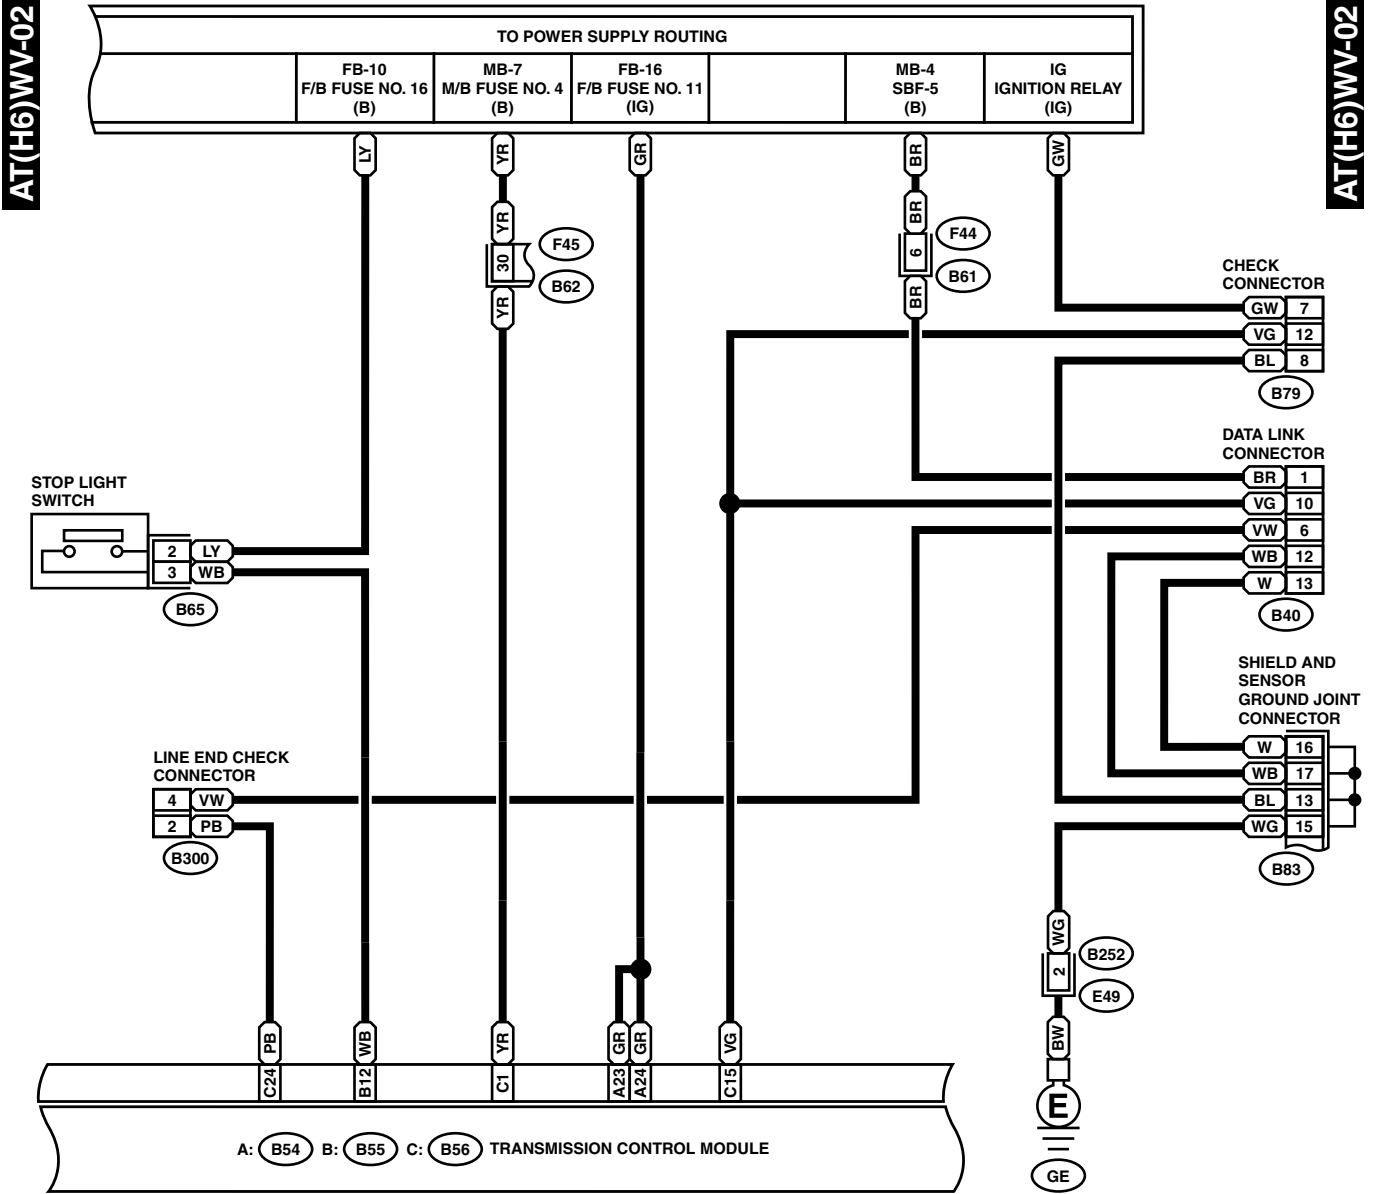 AT(H6)WV-02
AT(H6)WV-02
TO POWER SUPPLY ROUTING
FB-10
F/B FUSE NO. 16
(B)
MB-7
M/B FUSE NO. 4
(B)
FB-16
F/B FUSE NO. 11
(IG)
MB-4
SBF-5
(B)
IG
IGNITION RELAY
(IG)
LY
YR
GR
BR
GW
YR
30
YR
F45
B62
BR
6
BR
F44
B61
CHECK
CONNECTOR
GW 7
VG 12
BL 8
B79
DATA LINK
CONNECTOR
BR 1
VG 10
VW 6
WB 12
W 13
B40
STOP LIGHT
SWITCH
2 LY
3 WB
B65
SHIELD AND
SENSOR
GROUND JOINT
CONNECTOR
W 16
WB 17
BL 13
WG 15
B83
LINE END CHECK
CONNECTOR
4 VW
2 PB
B300
WG
2
BW
B252
E49
E
GE
PB
WB
YR
GR
GR
VG
C24
B12
C1
A23
A24
C15
A: B54 B: B55 C: B56 TRANSMISSION CONTROL MODULE